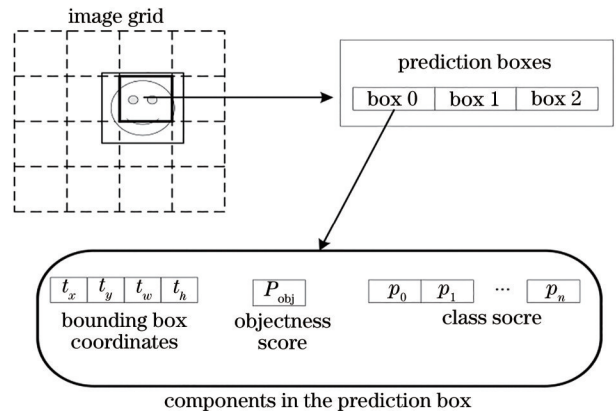 image grid
prediction boxes
box 0 box 1 box 2
t_x t_y t_w t_h
bounding box
coordinates
P_obj
objectness
score
p_0 p_1 ... p_n
class socre
components in the prediction box